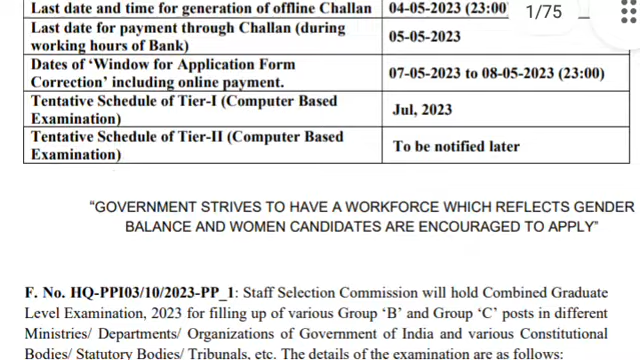 Last date and time for generation of offline Challan 04-05-2023 (23:00)
1/75
Last date for payment through Challan (during
working hours of Bank) 05-05-2023
Dates of ‘Window for Application Form
Correction’ including online payment. 07-05-2023 to 08-05-2023 (23:00)
Tentative Schedule of Tier-I (Computer Based
Examination) Jul, 2023
Tentative Schedule of Tier-II (Computer Based
Examination) To be notified later
“GOVERNMENT STRIVES TO HAVE A WORKFORCE WHICH REFLECTS GENDER
BALANCE AND WOMEN CANDIDATES ARE ENCOURAGED TO APPLY”
F. No. HQ-PPI03/10/2023-PP_1: Staff Selection Commission will hold Combined Graduate
Level Examination, 2023 for filling up of various Group ‘B’ and Group ‘C’ posts in different
Ministries/ Departments/ Organizations of Government of India and various Constitutional
Bodies/ Statutory Bodies/ Tribunals, etc. The details of the examination are as follows: